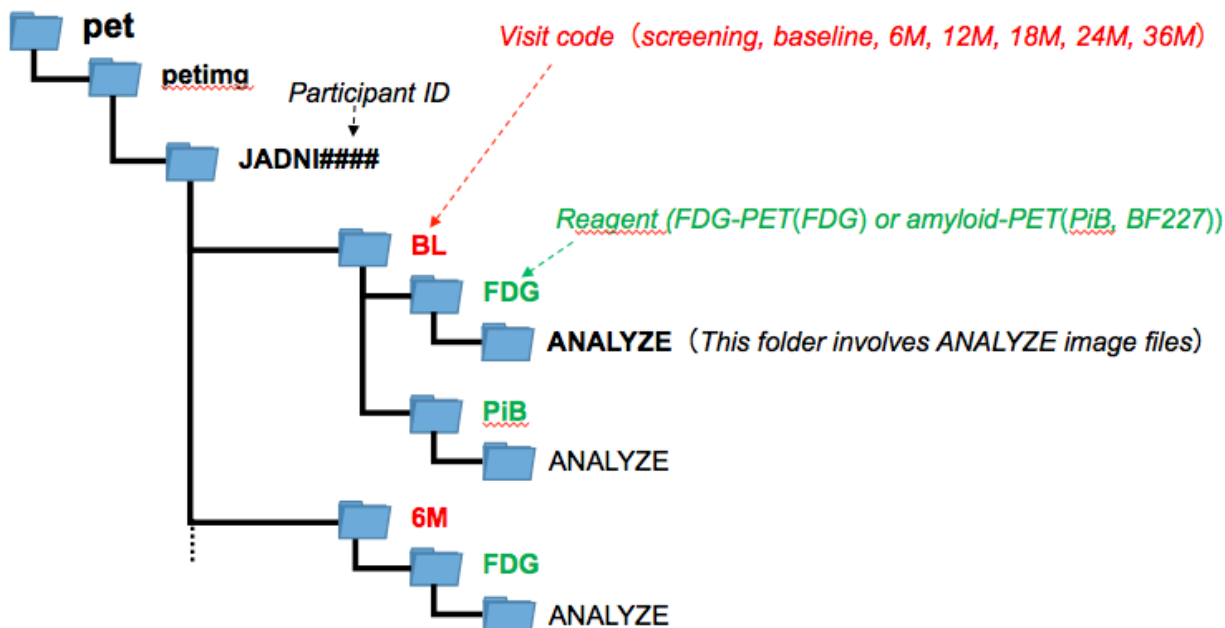 pet
Visit code（screening, baseline, 6M, 12M, 18M, 24M, 36M）
petimg
Participant ID
JADNI####
Reagent (FDG-PET(FDG) or amyloid-PET(PiB, BF227))
BL
FDG
ANALYZE（This folder involves ANALYZE image files）
PiB
ANALYZE
6M
FDG
ANALYZE